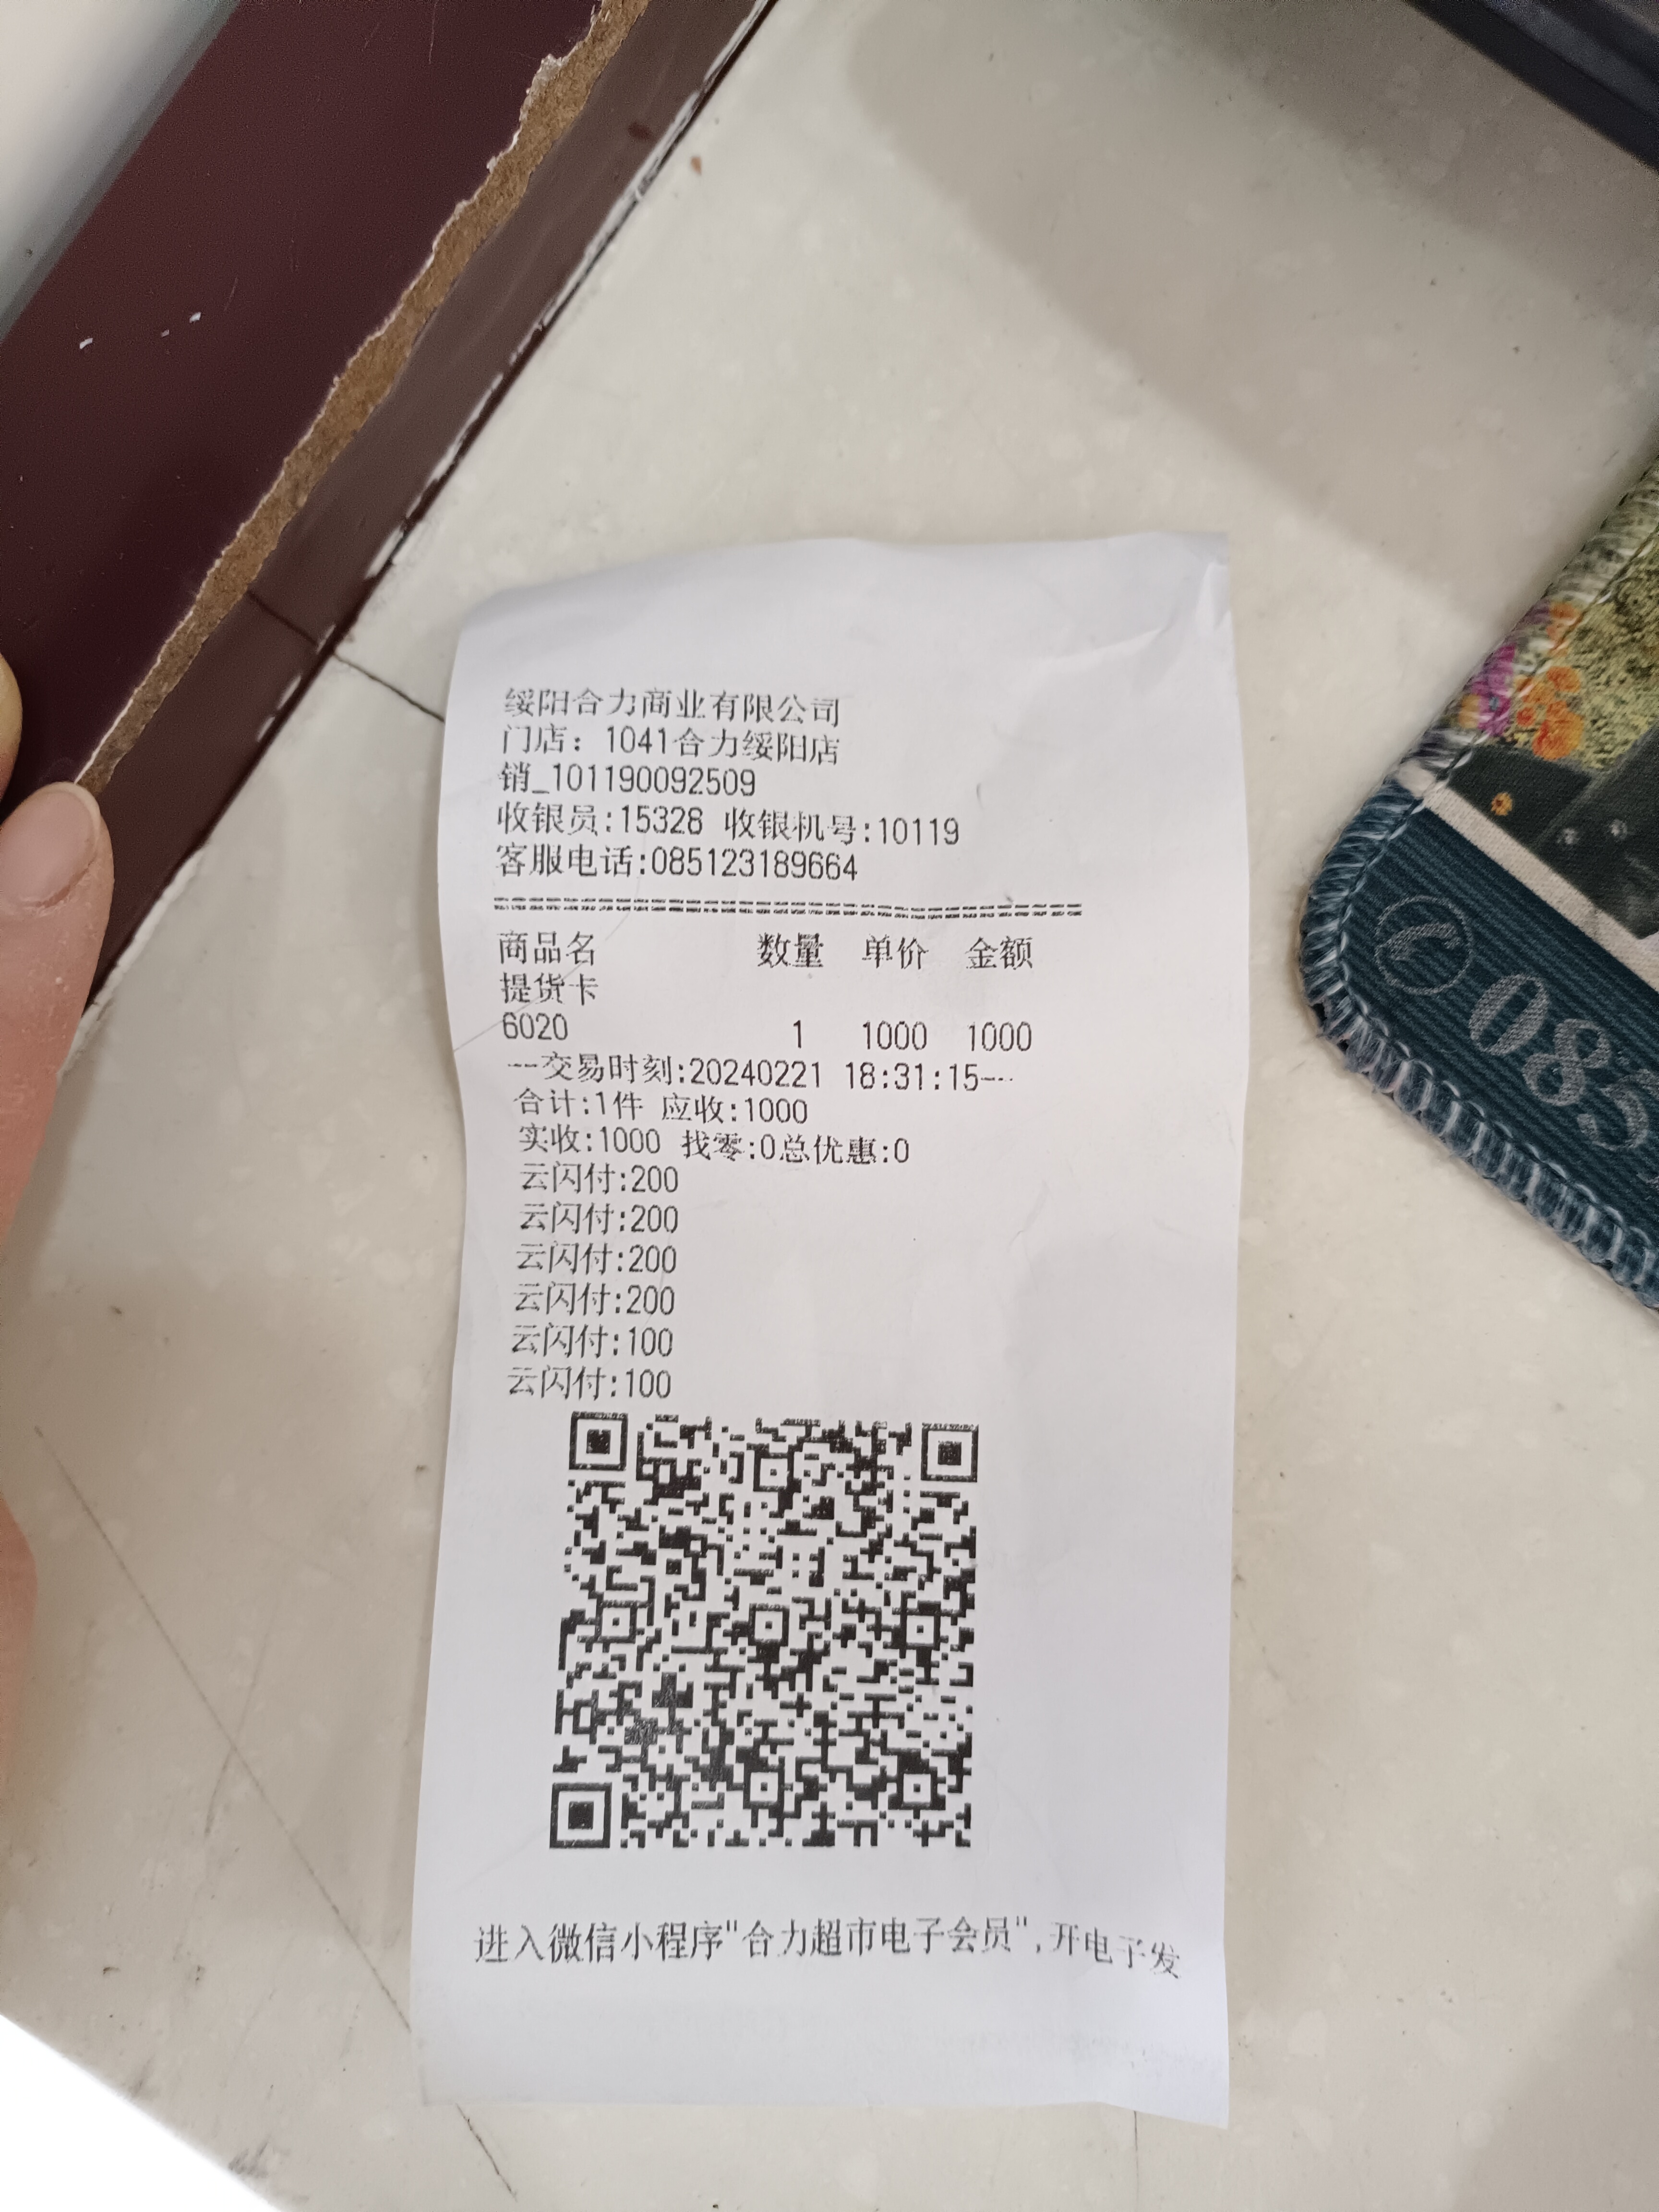 绥阳合力商业有限公司
门店：1041合力绥阳店
销_101190092509
收银员:15328 收银机号:10119
客服电话:085123189664
商品名 数量 单价 金额
提货卡
6020 1 1000 1000
---交易时刻:20240221 18:31:15---
合计:1件 应收:1000
实收:1000 找零:0总优惠:0
云闪付:200
云闪付:200
云闪付:200
云闪付:200
云闪付:100
云闪付:100
进入微信小程序"合力超市电子会员",开电子发
085